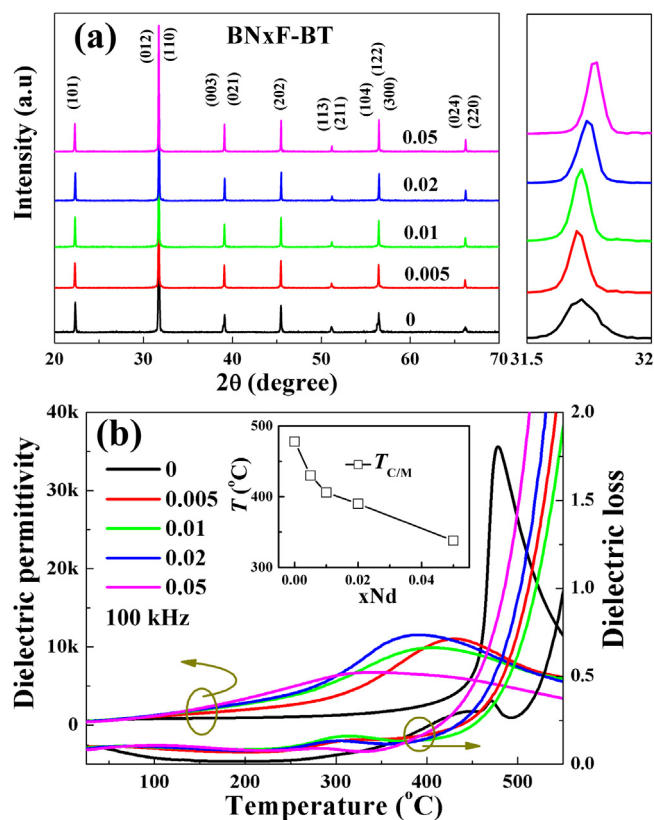 (a)
BNxF-BT
(101)
(012)
(110)
(003)
(021)
(202)
(113)
(211)
(104)
(122)
(300)
(024)
(220)
0.05
0.02
0.01
0.005
0
Intensity (a.u)
20 30 40 50 60 70
2θ (degree)
31.5 32
(b)
40k
30k
20k
10k
0
Dielectric permittivity
0
0.005
0.01
0.02
0.05
100 kHz
500
400
300
T (°C)
T C/M
0.00 0.02 0.04
xNd
2.0
1.5
1.0
0.5
0.0
Dielectric loss
100 200 300 400 500
Temperature (°C)